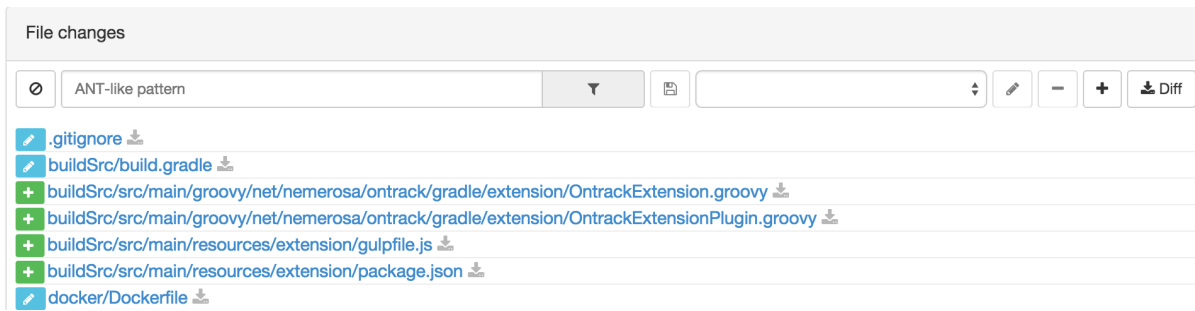 File changes
ANT-like pattern
Diff
.gitignore
buildSrc/build.gradle
buildSrc/src/main/groovy/net/nemerosa/ontrack/gradle/extension/OntrackExtension.groovy
buildSrc/src/main/groovy/net/nemerosa/ontrack/gradle/extension/OntrackExtensionPlugin.groovy
buildSrc/src/main/resources/extension/gulpfile.js
buildSrc/src/main/resources/extension/package.json
docker/Dockerfile